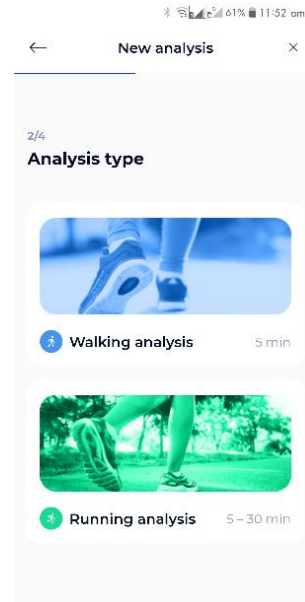 61% 11:52 am
New analysis
2/4
Analysis type
Walking analysis 5 min
Running analysis 5 – 30 min